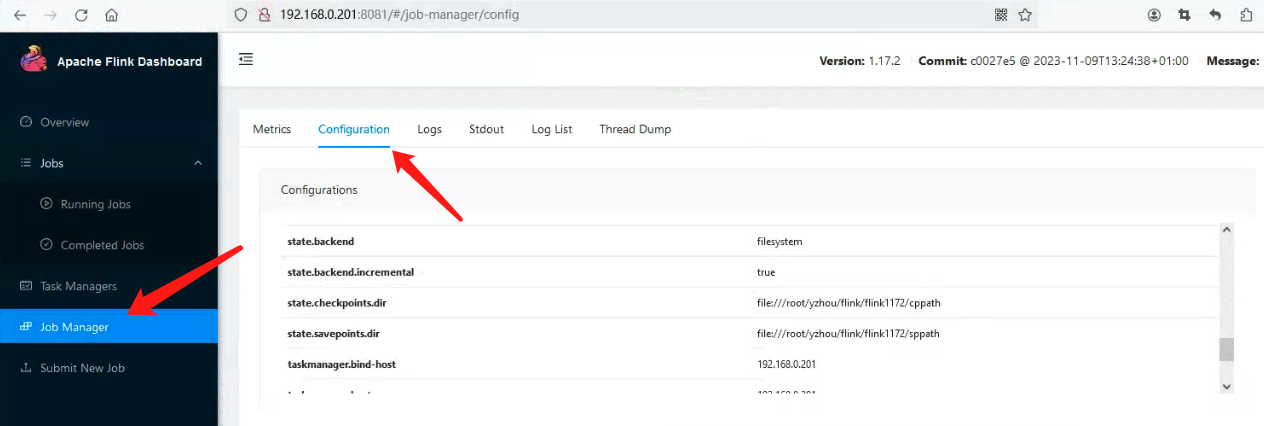 192.168.0.201:8081/#/job-manager/config
Apache Flink Dashboard
Version: 1.17.2 Commit: c0027e5 @ 2023-11-09T13:24:38+01:00 Message:
Overview
Jobs
Running Jobs
Completed Jobs
Task Managers
Job Manager
Submit New Job
Metrics Configuration Logs Stdout Log List Thread Dump
Configurations
state.backend filesystem
state.backend.incremental true
state.checkpoints.dir file:///root/yzhou/flink/flink1172/cppath
state.savepoints.dir file:///root/yzhou/flink/flink1172/sppath
taskmanager.bind-host 192.168.0.201